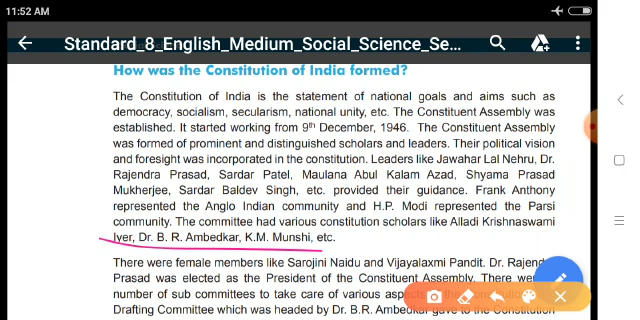 11:52 AM
Standard_8_English_Medium_Social_Science_Se...
How was the Constitution of India formed?
The Constitution of India is the statement of national goals and aims such as
democracy, socialism, secularism, national unity, etc. The Constituent Assembly was
established. It started working from 9th December, 1946. The Constituent Assembly
was formed of prominent and distinguished scholars and leaders. Their political vision
and foresight was incorporated in the constitution. Leaders like Jawahar Lal Nehru, Dr.
Rajendra Prasad, Sardar Patel, Maulana Abul Kalam Azad, Shyama Prasad
Mukherjee, Sardar Baldev Singh, etc. provided their guidance. Frank Anthony
represented the Anglo Indian community and H.P. Modi represented the Parsi
community. The committee had various constitution scholars like Alladi Krishnaswami
Iyer, Dr. B. R. Ambedkar, K.M. Munshi, etc.
There were female members like Sarojini Naidu and Vijayalaxmi Pandit. Dr. Rajend
Prasad was elected as the President of the Constituent Assembly. There wer
number of sub committees to take care of various aspec
Drafting Committee which was headed by Dr. B.R. Ambedkar gave to the Constitution